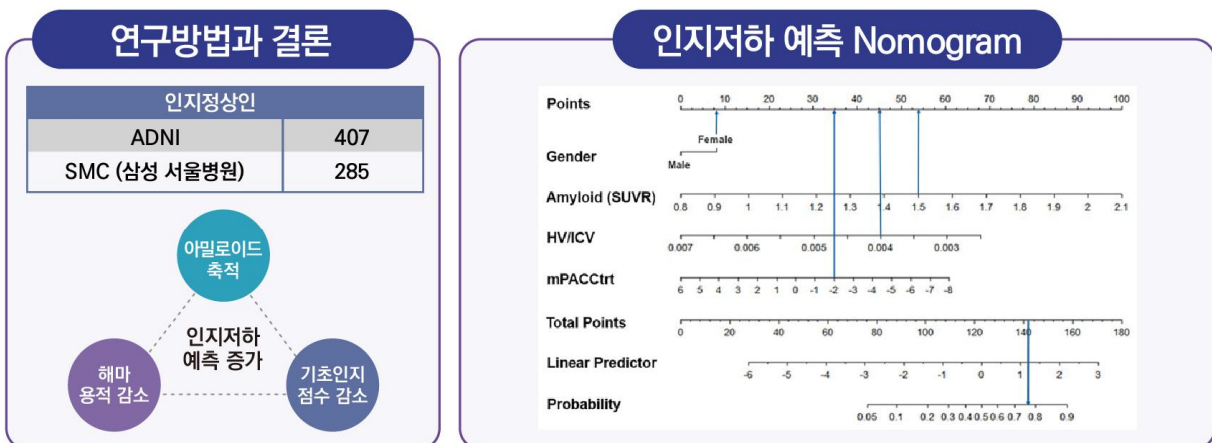 연구방법과 결론
인지정상인
ADNI 407
SMC (삼성 서울병원) 285
아밀로이드
축적
인지저하
예측 증가
해마
용적 감소
기초인지
점수 감소
인지저하 예측 Nomogram
Points 0 10 20 30 40 50 60 70 80 90 100
Female
Gender
Male
Amyloid (SUVR) 0.8 0.9 1 1.1 1.2 1.3 1.4 1.5 1.6 1.7 1.8 1.9 2 2.1
HV/ICV 0.007 0.006 0.005 0.004 0.003
mPACCtrt 6 5 4 3 2 1 0 -1 -2 -3 -4 -5 -6 -7 -8
Total Points 0 20 40 60 80 100 120 140 160 180
Linear Predictor -6 -5 -4 -3 -2 -1 0 1 2 3
Probability 0.05 0.1 0.2 0.3 0.4 0.5 0.6 0.7 0.8 0.9